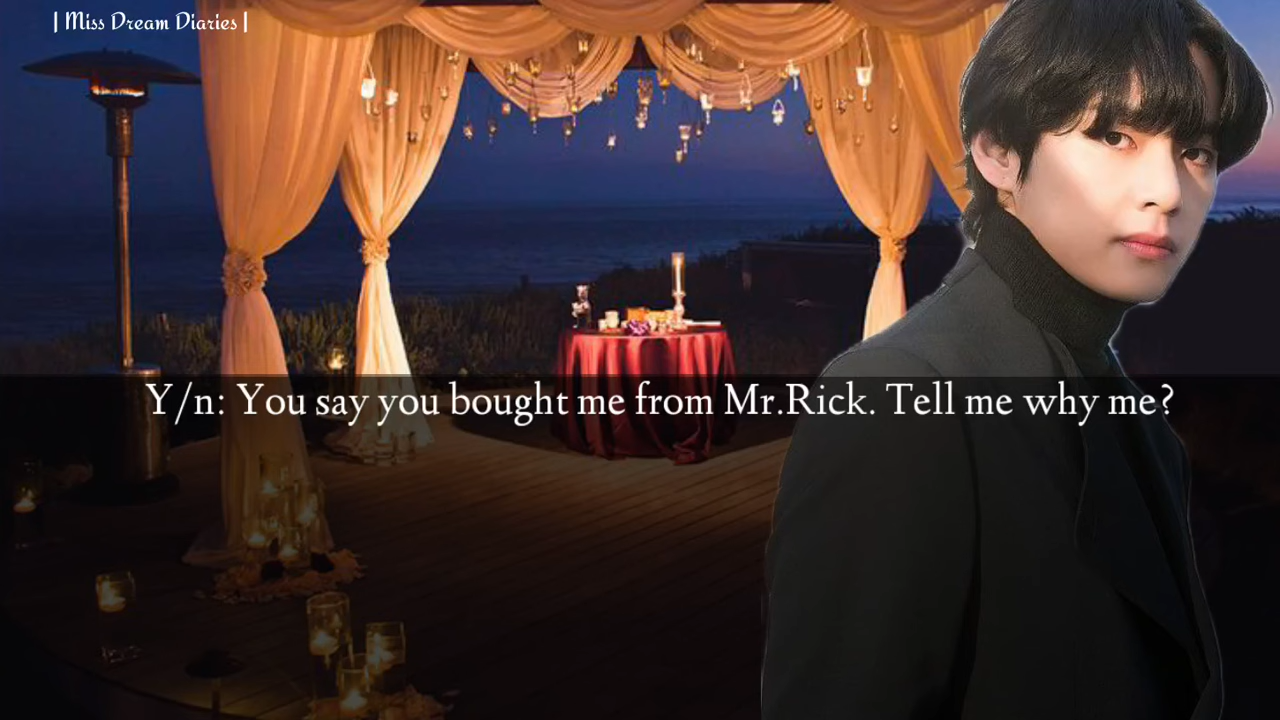 | Miss Dream Diaries |
Y/n: You say you bought me from Mr.Rick. Tell me why me?